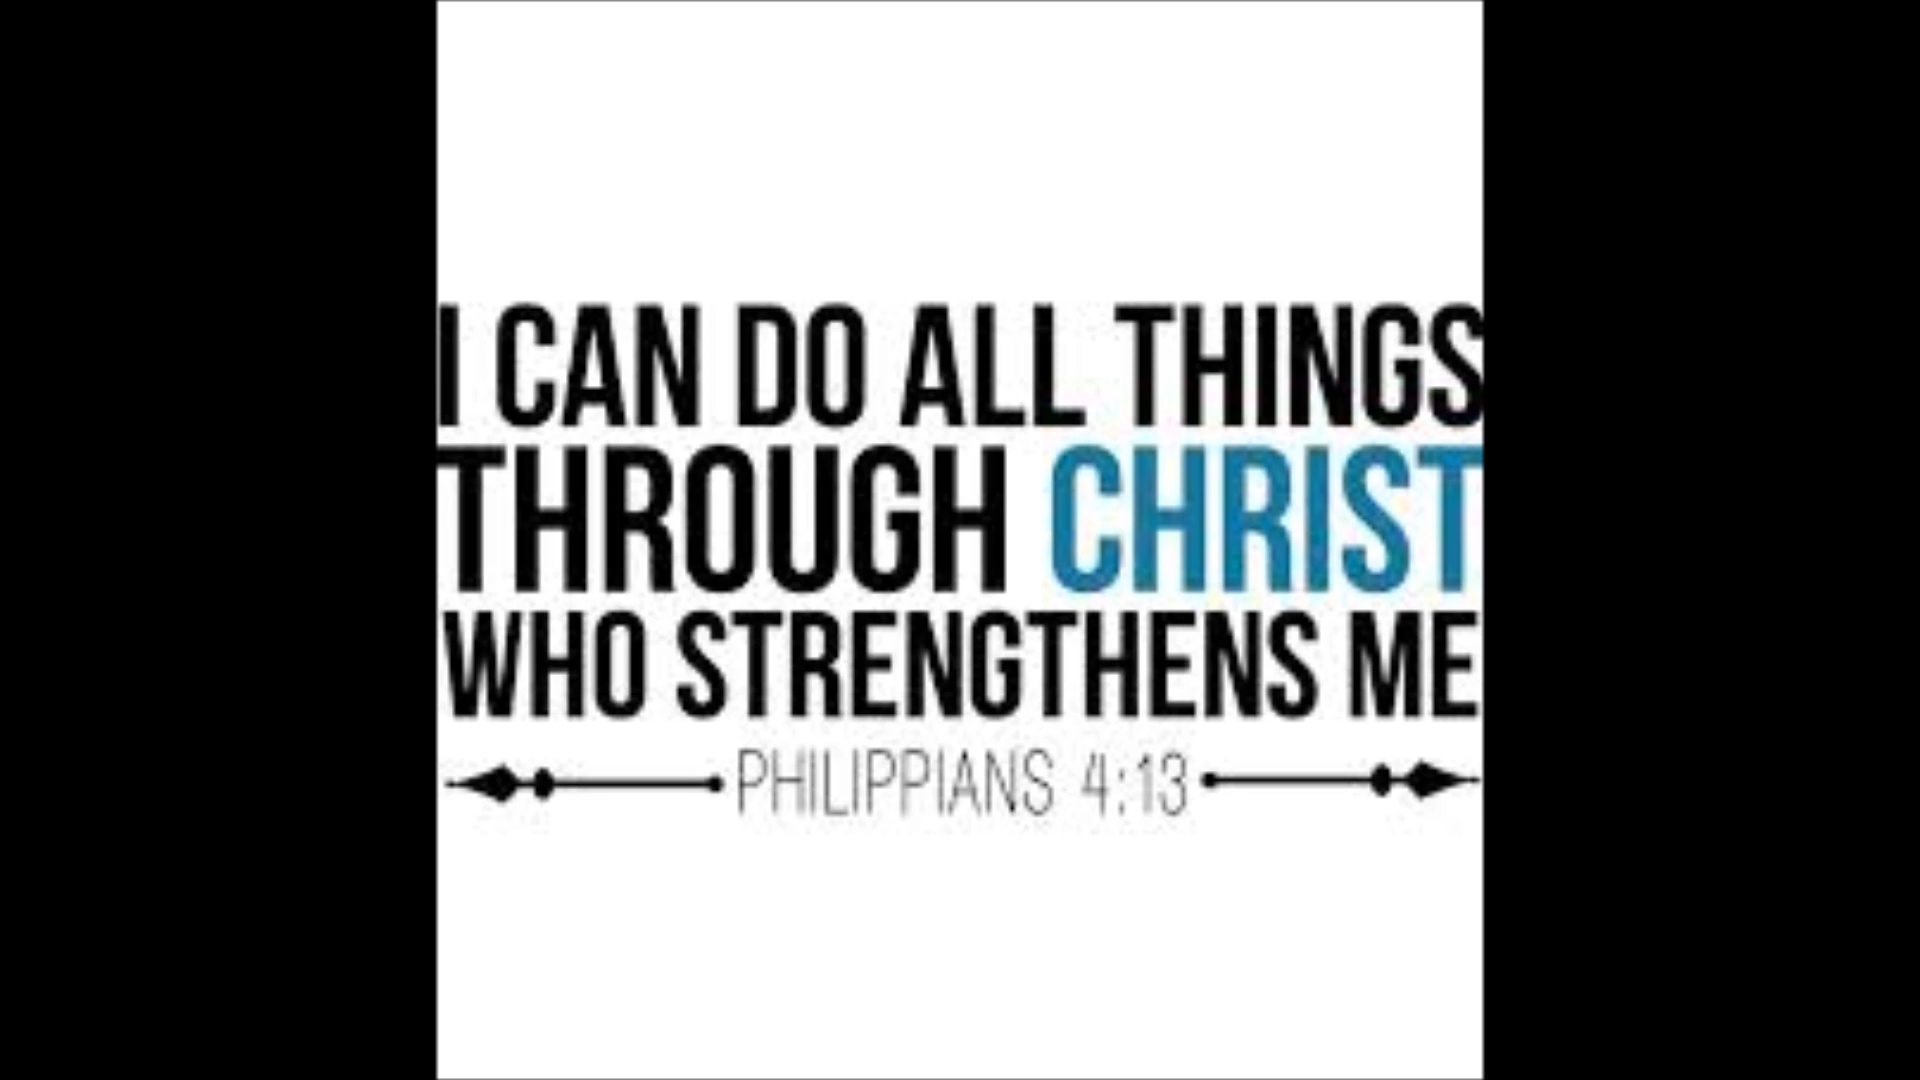 I CAN DO ALL THINGS
THROUGH CHRIST
WHO STRENGTHENS ME
PHILIPPIANS 4:13